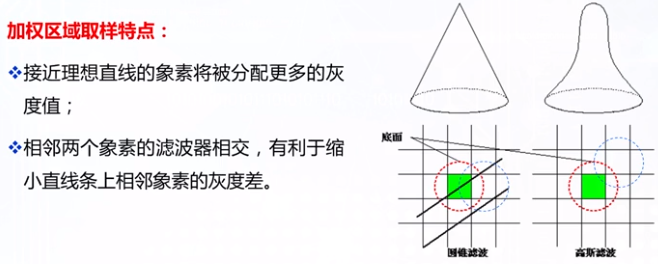 加权区域取样特点：
❖接近理想直线的象素将被分配更多的灰
度值；
❖相邻两个象素的滤波器相交，有利于缩
小直线条上相邻象素的灰度差。
底面
圆锥滤波
高斯滤波